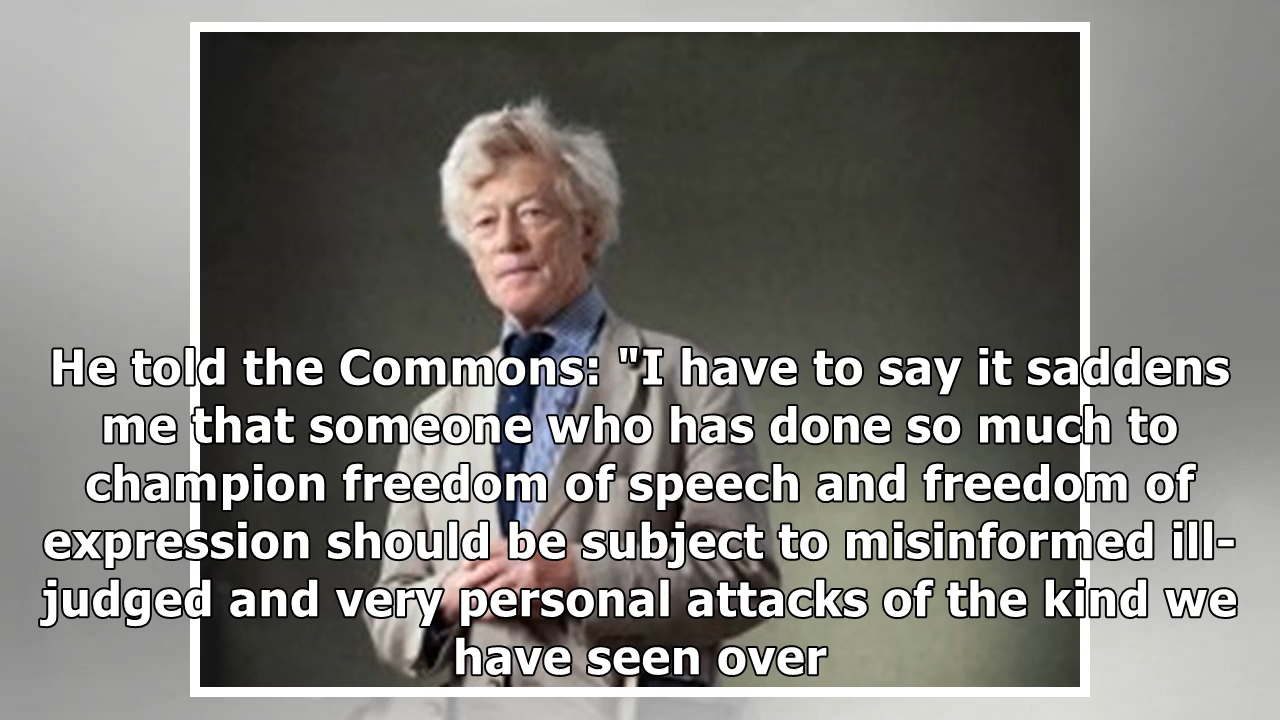 He told the Commons: "I have to say it saddens
me that someone who has done so much to
champion freedom of speech and freedom of
expression should be subject to misinformed ill-
judged and very personal attacks of the kind we
have seen over